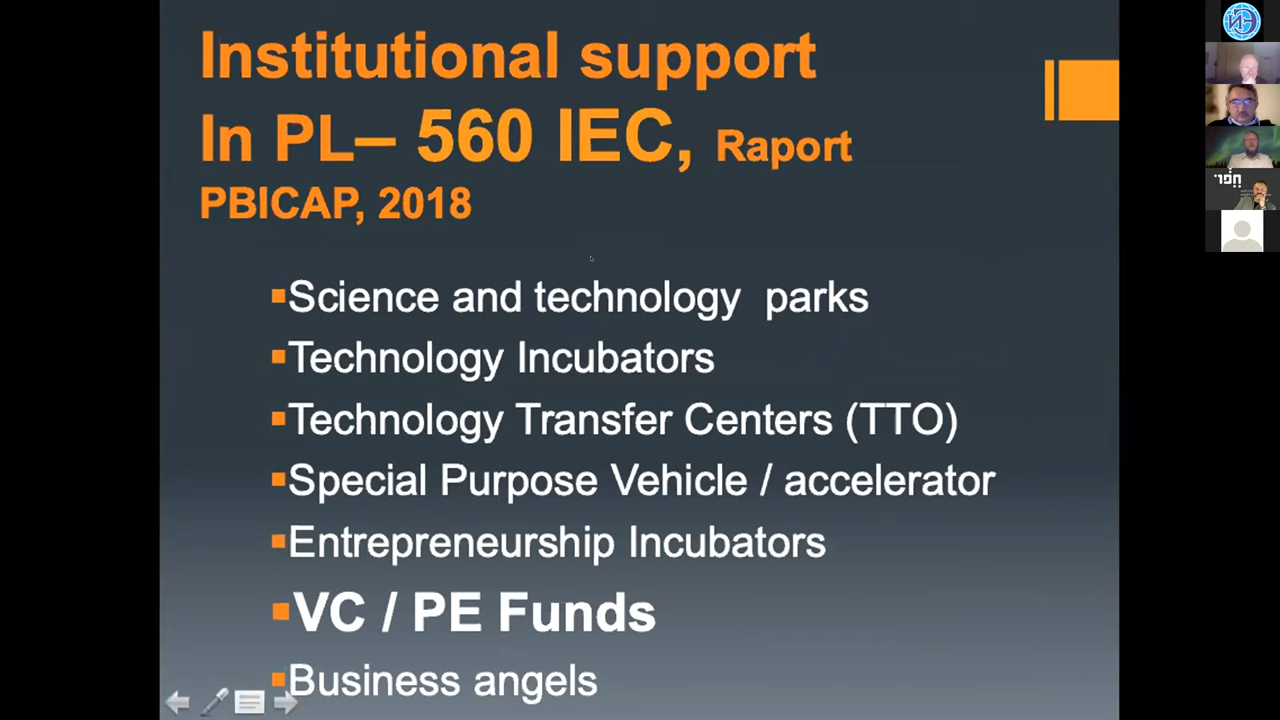 Institutional support
In PL– 560 IEC, Raport
PBICAP, 2018
▪Science and technology parks
▪Technology Incubators
▪Technology Transfer Centers (TTO)
▪Special Purpose Vehicle / accelerator
▪Entrepreneurship Incubators
▪VC / PE Funds
▪Business angels